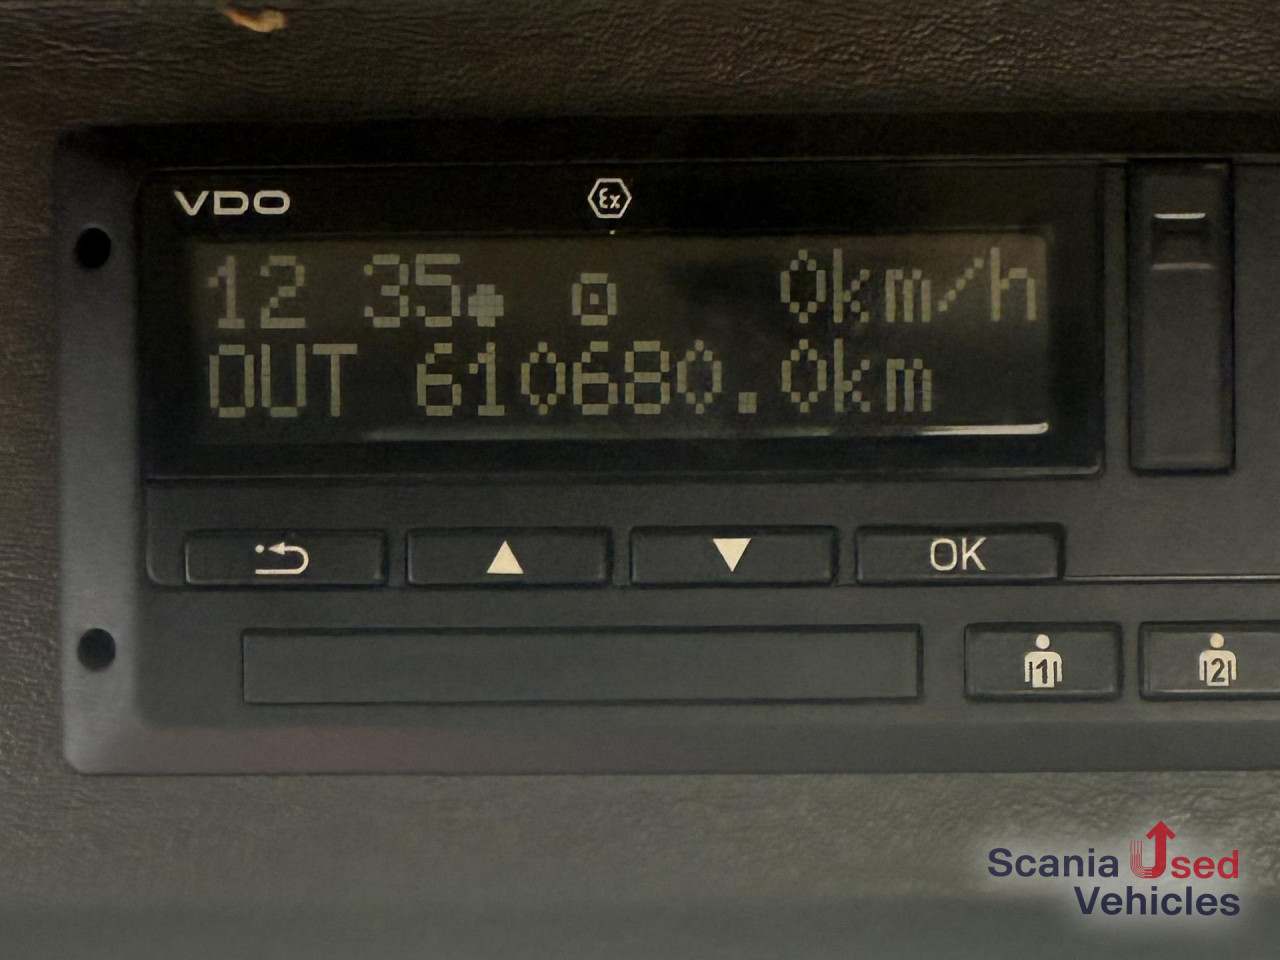 VDO
Ex
12 35 0km/h
OUT 610680.0km
OK
1 2
Scania Used
Vehicles